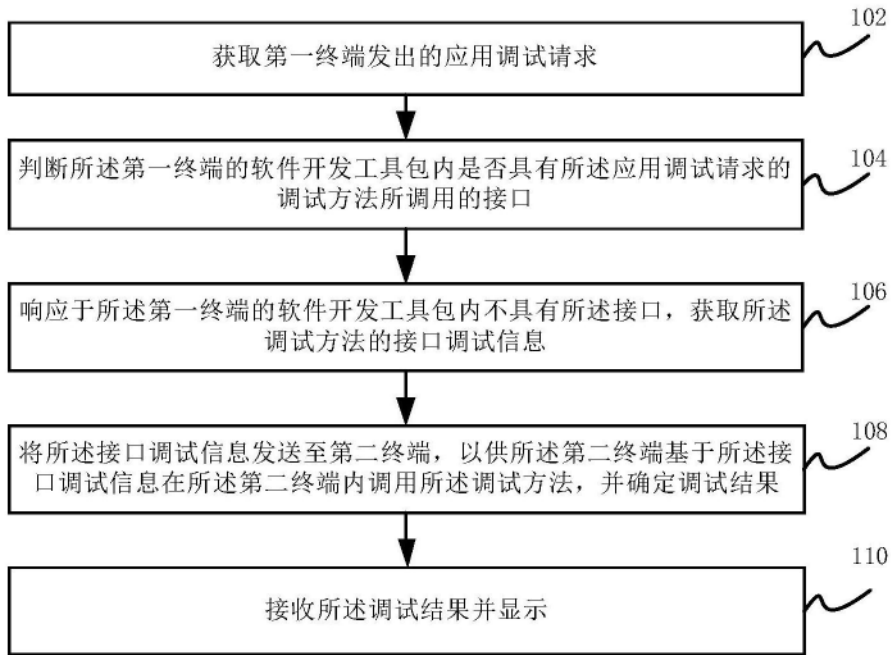 102
获取第一终端发出的应用调试请求
104
判断所述第一终端的软件开发工具包内是否具有所述应用调试请求的
调试方法所调用的接口
106
响应于所述第一终端的软件开发工具包内不具有所述接口，获取所述
调试方法的接口调试信息
108
将所述接口调试信息发送至第二终端，以供所述第二终端基于所述接
口调试信息在所述第二终端内调用所述调试方法，并确定调试结果
110
接收所述调试结果并显示